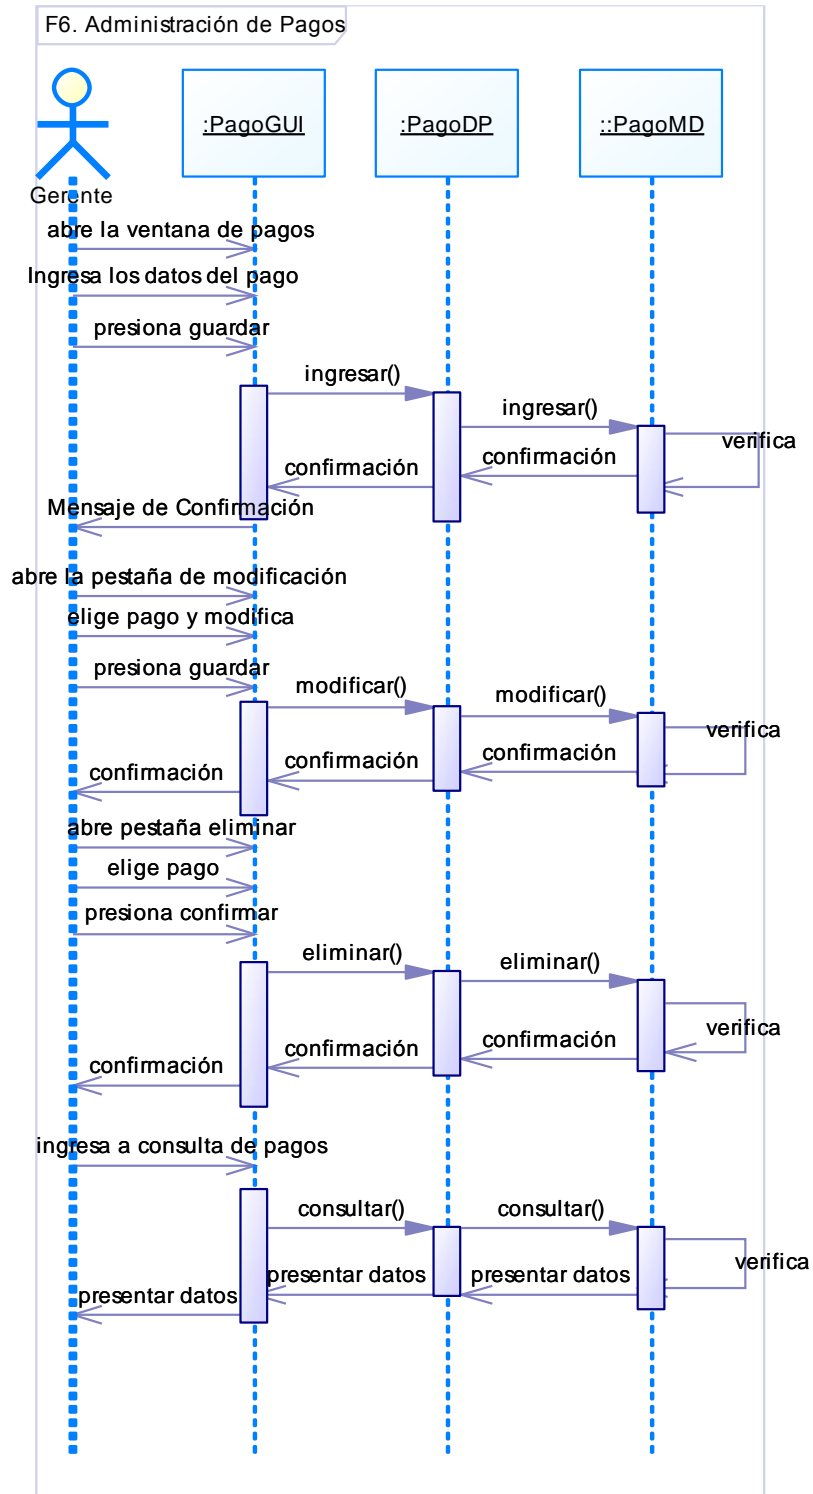 F6. Administración de Pagos
:PagoGUI
:PagoDP
::PagoMD
Gerente
abre la ventana de pagos
Ingresa los datos del pago
presiona guardar
ingresar()
ingresar()
verifica
confirmación
confirmación
Mensaje de Confirmación
abre la pestaña de modificación
elige pago y modifica
presiona guardar
modificar()
modificar()
verifica
confirmación
confirmación
confirmación
abre pestaña eliminar
elige pago
presiona confirmar
eliminar()
eliminar()
verifica
confirmación
confirmación
confirmación
ingresa a consulta de pagos
consultar()
consultar()
verifica
presentar datos
presentar datos
presentar datos